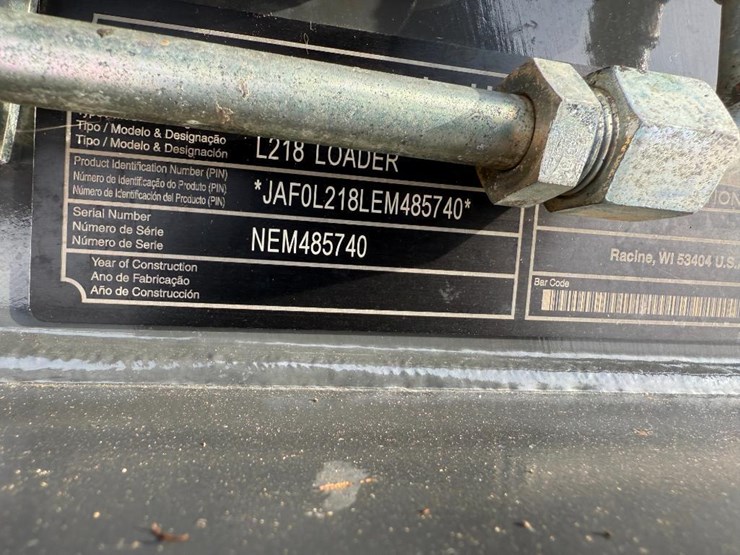 Tipo / Modelo & Designação
Tipo / Modelo & Designación
L218 LOADER
Product Identification Number (PIN)
Número de Identificação do Produto (PIN)
Número de Identificación del Producto (PIN)
*JAF0L218LEM485740*
Serial Number
Número de Série
Número de Serie
NEM485740
Year of Construction
Ano de Fabricação
Año de Construcción
Racine, WI 53404 U.S.
Bar Code